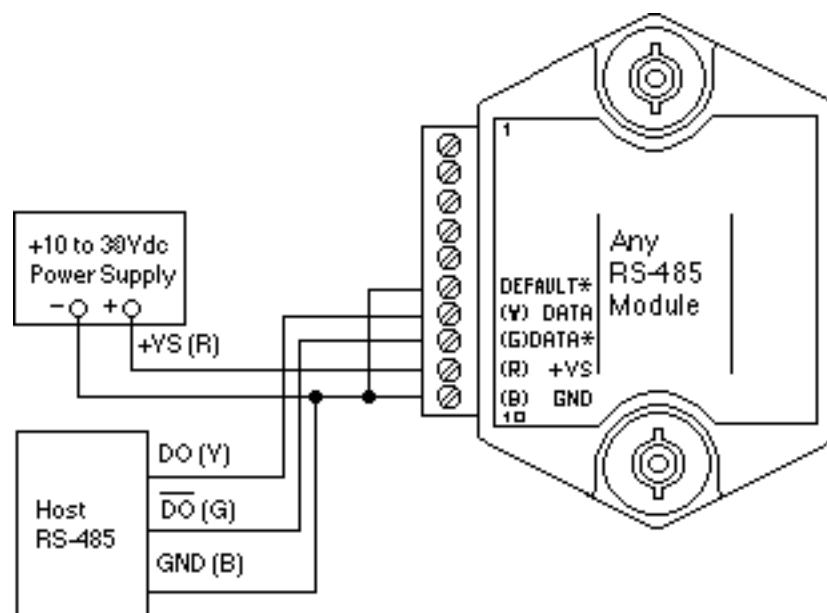 +10 to 30Vdc
Power Supply
- +
+VS (R)
Host
RS-485
DO (Y)
DO (G)
GND (B)
1
DEFAULT*
(Y) DATA
(G)DATA*
(R) +VS
(B) GND
10
Any
RS-485
Module